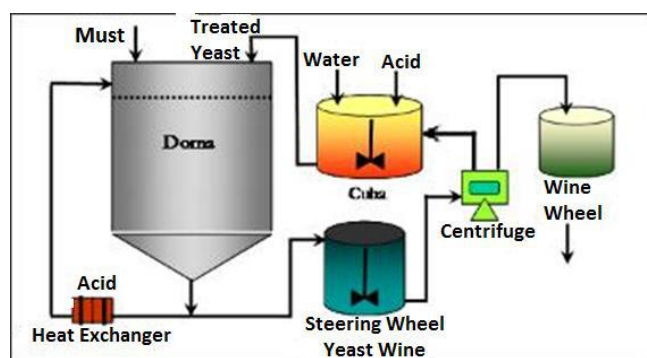 Must
Treated
Yeast
Water
Acid
Dorna
Cuba
Wine
Wheel
Centrifuge
Acid
Heat Exchanger
Steering Wheel
Yeast Wine